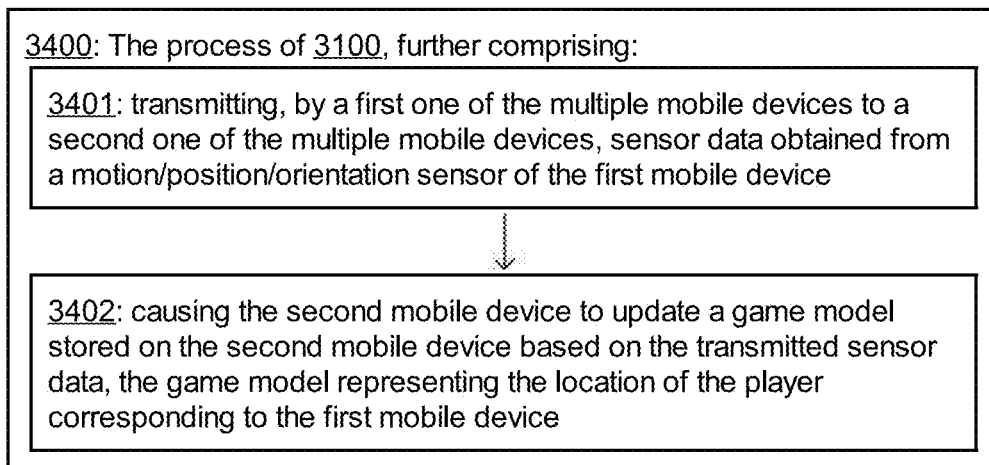 3400: The process of 3100, further comprising:
3401: transmitting, by a first one of the multiple mobile devices to a
second one of the multiple mobile devices, sensor data obtained from
a motion/position/orientation sensor of the first mobile device
3402: causing the second mobile device to update a game model
stored on the second mobile device based on the transmitted sensor
data, the game model representing the location of the player
corresponding to the first mobile device